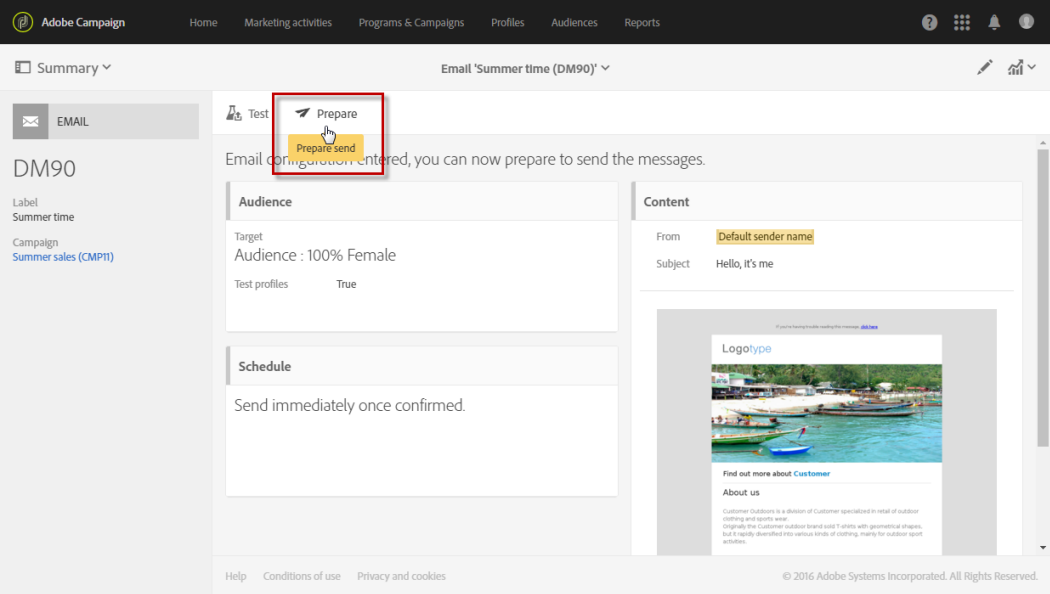 Adobe Campaign
Home
Marketing activities
Programs & Campaigns
Profiles
Audiences
Reports
Summary
Email 'Summer time (DM90)'
EMAIL
DM90
Label
Summer time
Campaign
Summer sales (CMP11)
Test
Prepare
Prepare send
Email configuration entered, you can now prepare to send the messages.
Audience
Target
Audience : 100% Female
Test profiles
True
Schedule
Send immediately once confirmed.
Content
From
Default sender name
Subject
Hello, it's me
If you're having trouble reading this message, click here
Logotype
Find out more about Customer
About us
Customer Outdoors is a division of Customer specialized in retail of outdoor
clothing and sports wear.
Originally the Customer outdoor brand sold T-shirts with geometrical shapes,
but it rapidly diversified into various kinds of clothing, mainly for outdoor sport
activities.
Help
Conditions of use
Privacy and cookies
© 2016 Adobe Systems Incorporated. All Rights Reserved.